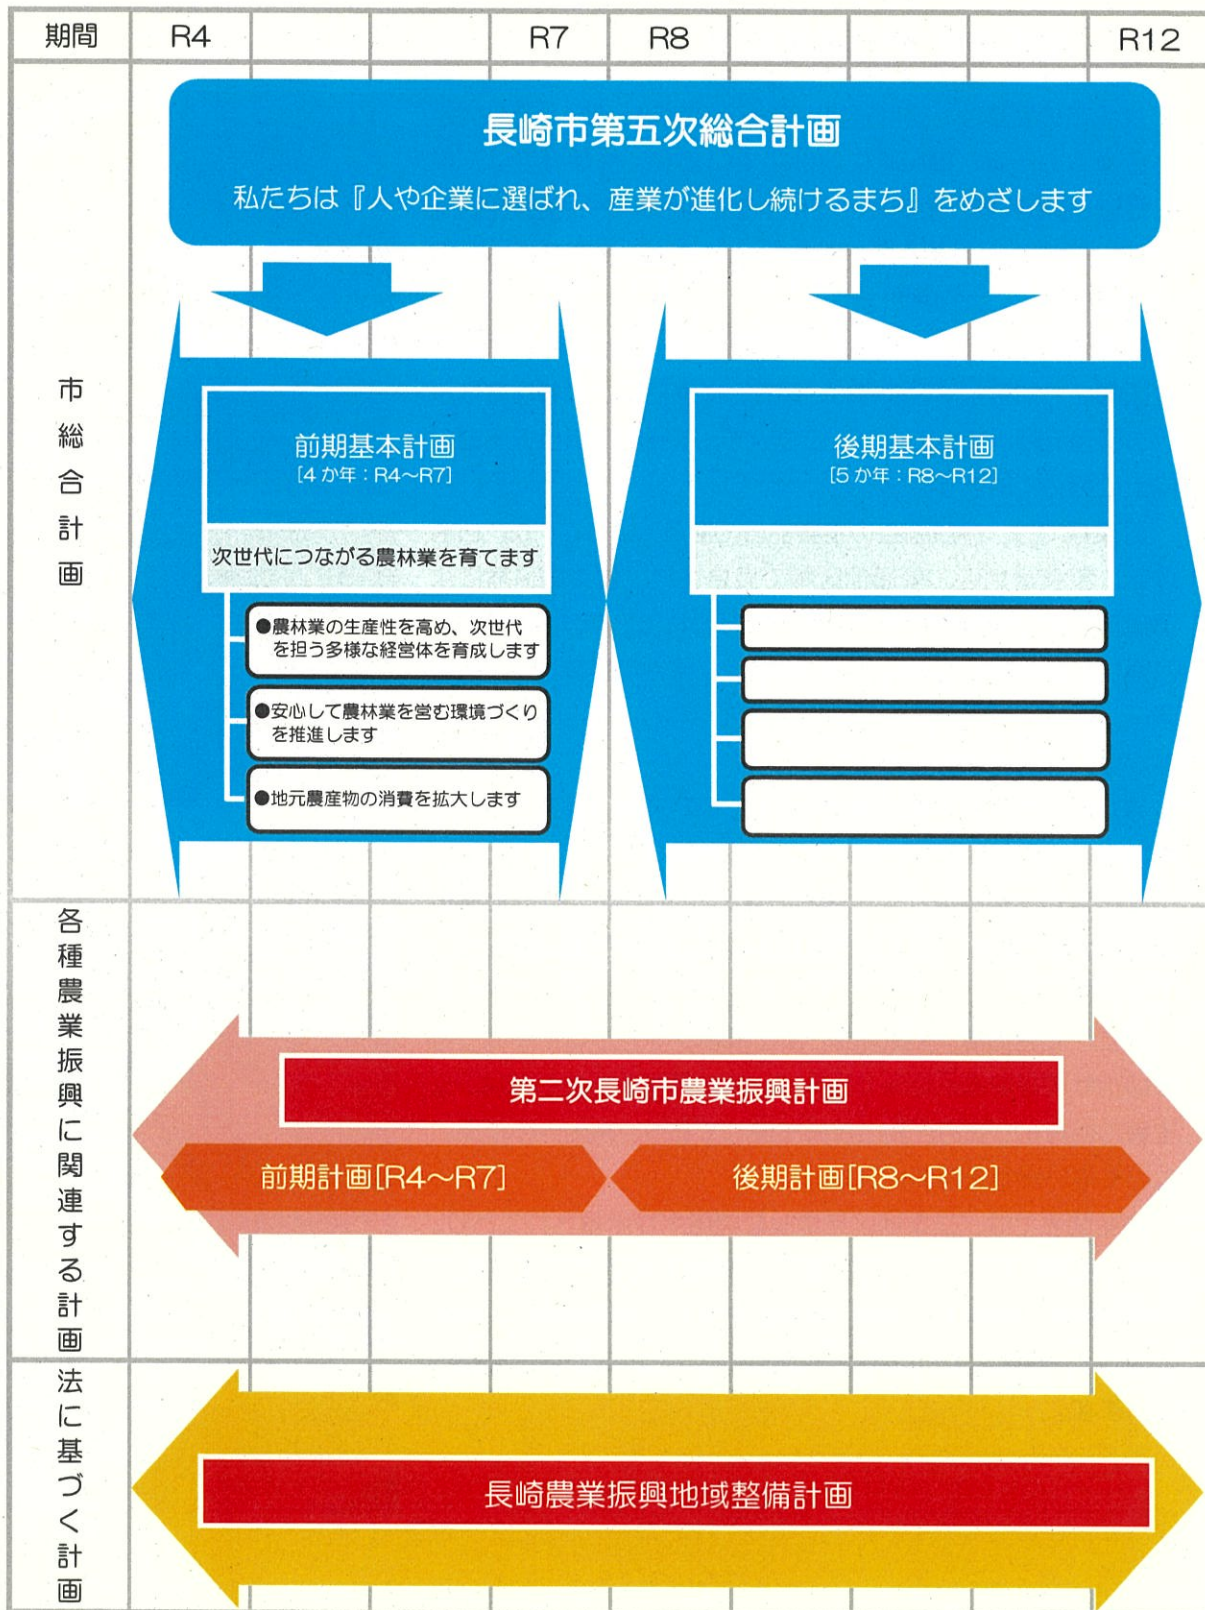 期間
R4
R7
R8
R12
市総合計画
長崎市第五次総合計画
私たちは『人や企業に選ばれ、産業が進化し続けるまち』をめざします
前期基本計画
[4か年:R4~R7]
次世代につながる農林業を育てます
●農林業の生産性を高め、次世代
を担う多様な経営体を育成します
●安心して農林業を営む環境づくり
を推進します
●地元農産物の消費を拡大します
後期基本計画
[5か年:R8~R12]
各種農業振興に関連する計画
第二次長崎市農業振興計画
前期計画[R4~R7]
後期計画[R8~R12]
法に基づく計画
長崎農業振興地域整備計画